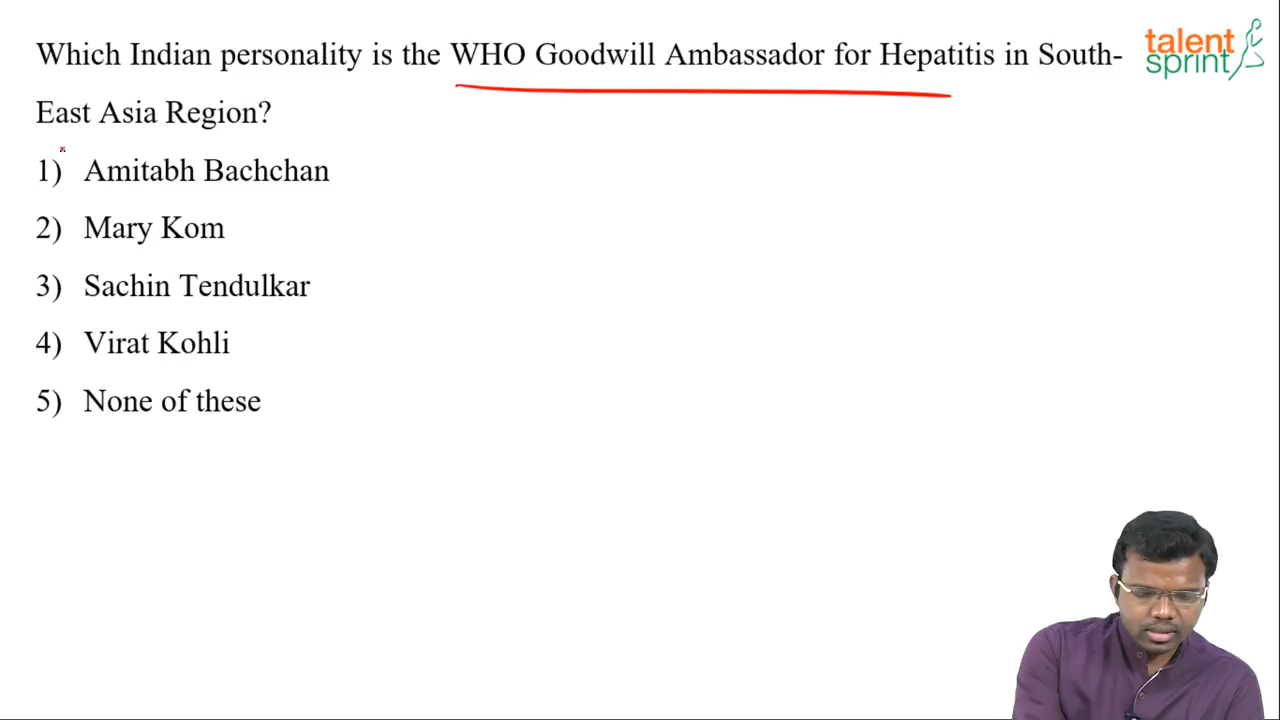 Which Indian personality is the WHO Goodwill Ambassador for Hepatitis in South-
East Asia Region?
1) Amitabh Bachchan
2) Mary Kom
3) Sachin Tendulkar
4) Virat Kohli
5) None of these
talent
sprint